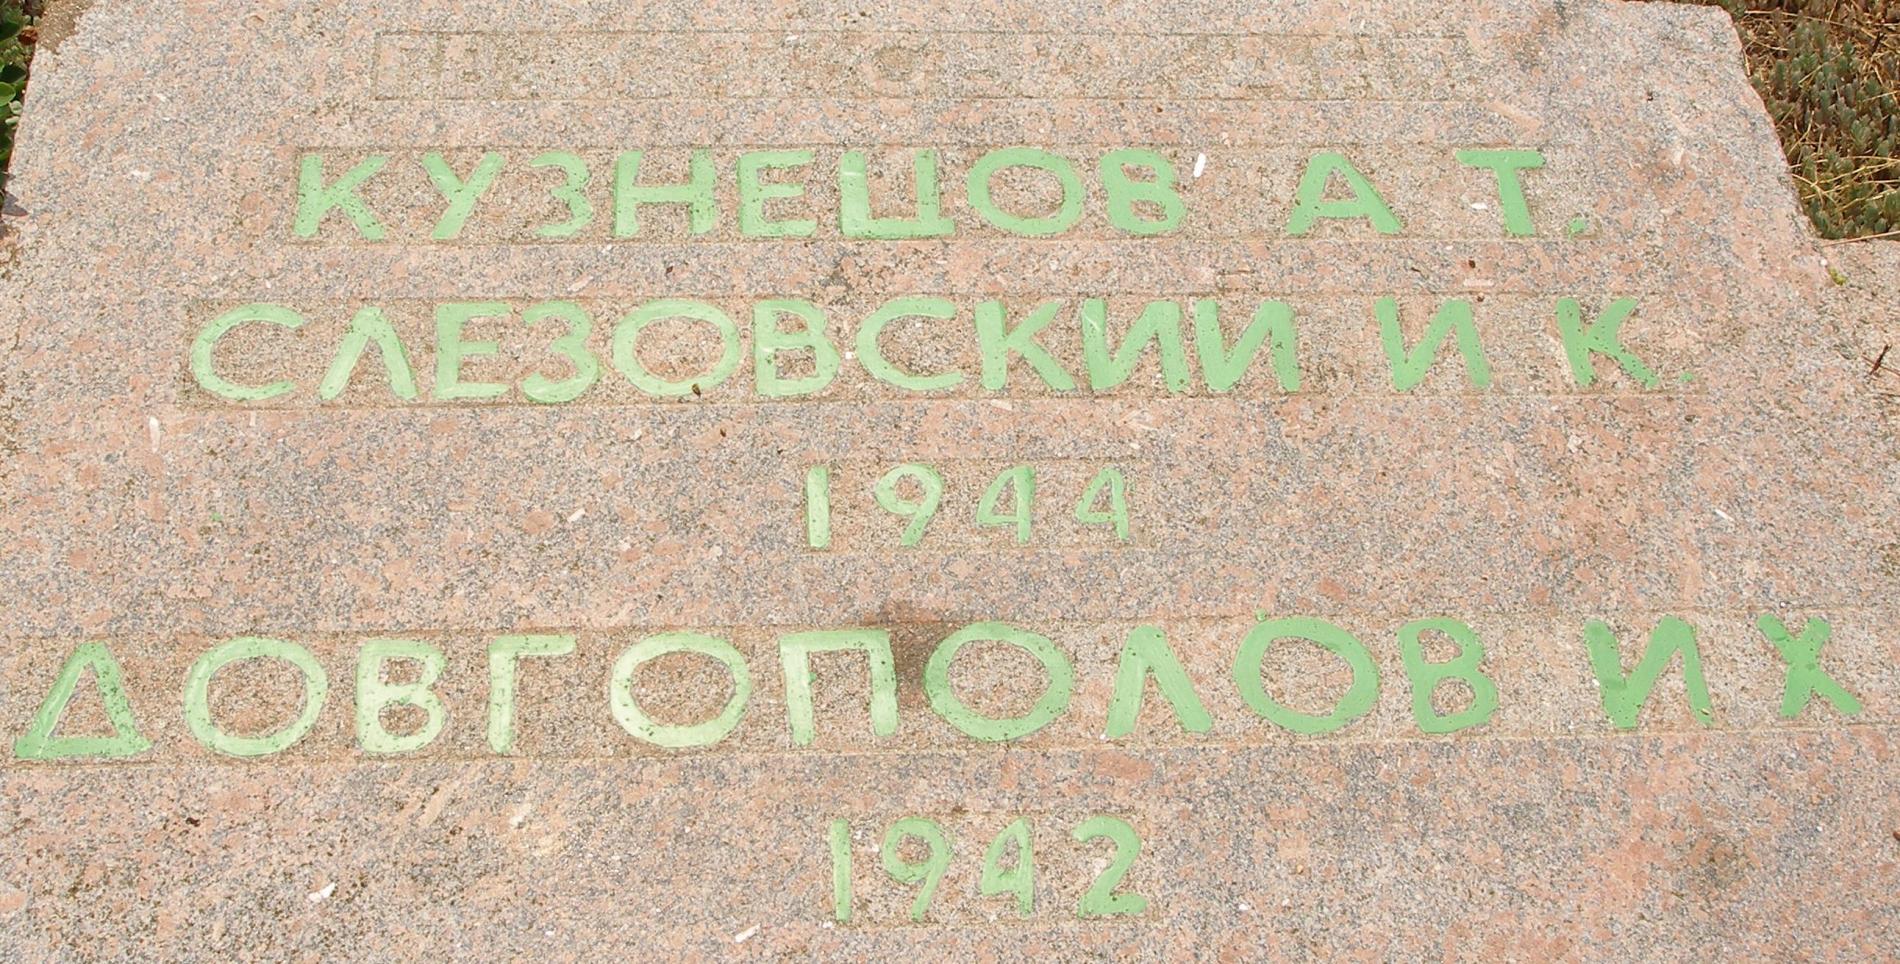 КУЗНЕЦОВ А Т.
СЛЕЗОВСКИИ И К.
1944
ДОВГОПОЛОВ И Х
1942